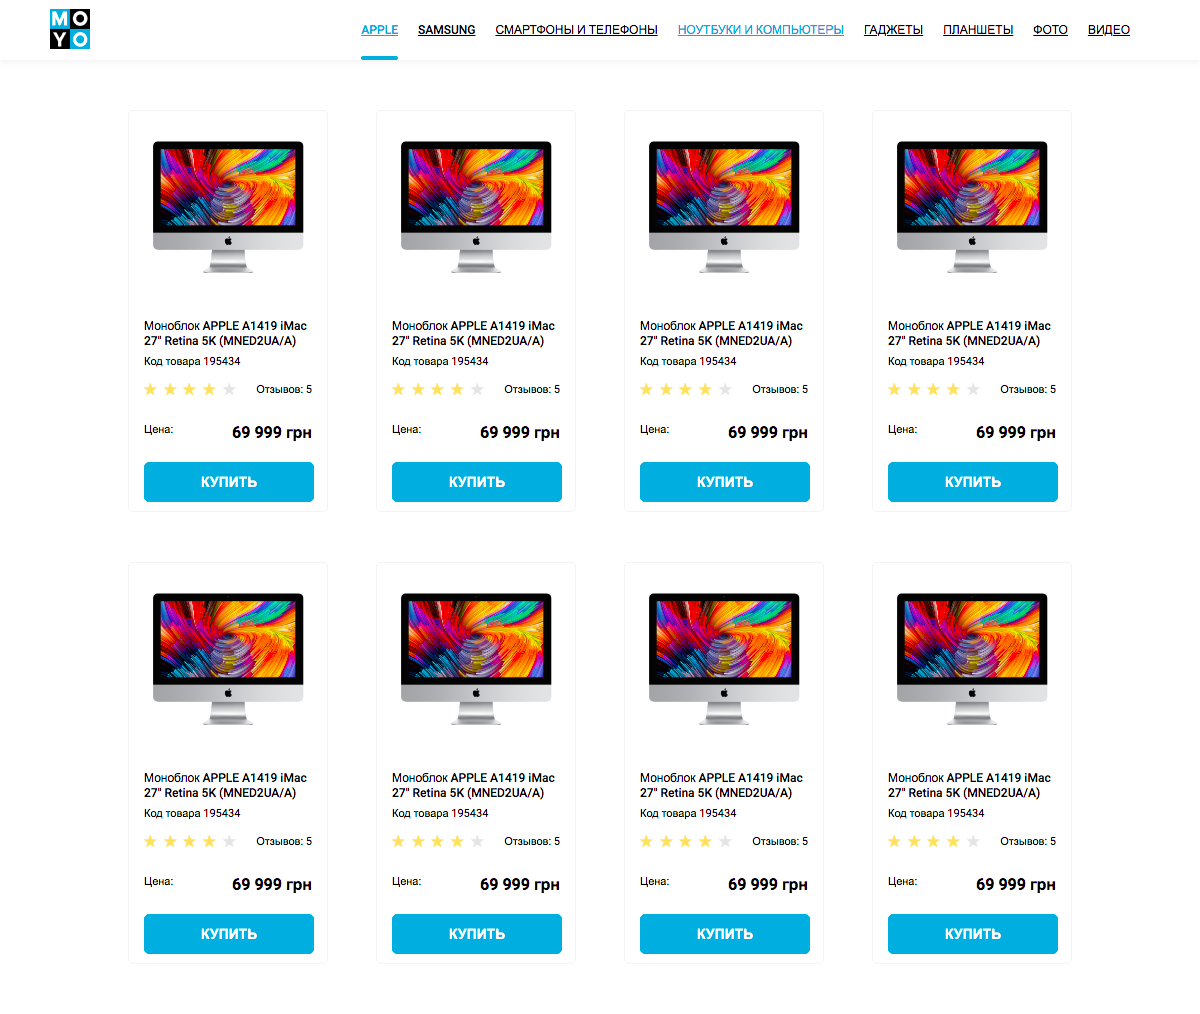 MO
YO
APPLE SAMSUNG СМАРТФОНЫ И ТЕЛЕФОНЫ НОУТБУКИ И КОМПЬЮТЕРЫ ГАДЖЕТЫ ПЛАНШЕТЫ ФОТО ВИДЕО
Моноблок APPLE A1419 iMac
27" Retina 5K (MNED2UA/A)
Код товара 195434
Отзывов: 5
Цена: 69 999 грн
КУПИТЬ
Моноблок APPLE A1419 iMac
27" Retina 5K (MNED2UA/A)
Код товара 195434
Отзывов: 5
Цена: 69 999 грн
КУПИТЬ
Моноблок APPLE A1419 iMac
27" Retina 5K (MNED2UA/A)
Код товара 195434
Отзывов: 5
Цена: 69 999 грн
КУПИТЬ
Моноблок APPLE A1419 iMac
27" Retina 5K (MNED2UA/A)
Код товара 195434
Отзывов: 5
Цена: 69 999 грн
КУПИТЬ
Моноблок APPLE A1419 iMac
27" Retina 5K (MNED2UA/A)
Код товара 195434
Отзывов: 5
Цена: 69 999 грн
КУПИТЬ
Моноблок APPLE A1419 iMac
27" Retina 5K (MNED2UA/A)
Код товара 195434
Отзывов: 5
Цена: 69 999 грн
КУПИТЬ
Моноблок APPLE A1419 iMac
27" Retina 5K (MNED2UA/A)
Код товара 195434
Отзывов: 5
Цена: 69 999 грн
КУПИТЬ
Моноблок APPLE A1419 iMac
27" Retina 5K (MNED2UA/A)
Код товара 195434
Отзывов: 5
Цена: 69 999 грн
КУПИТЬ